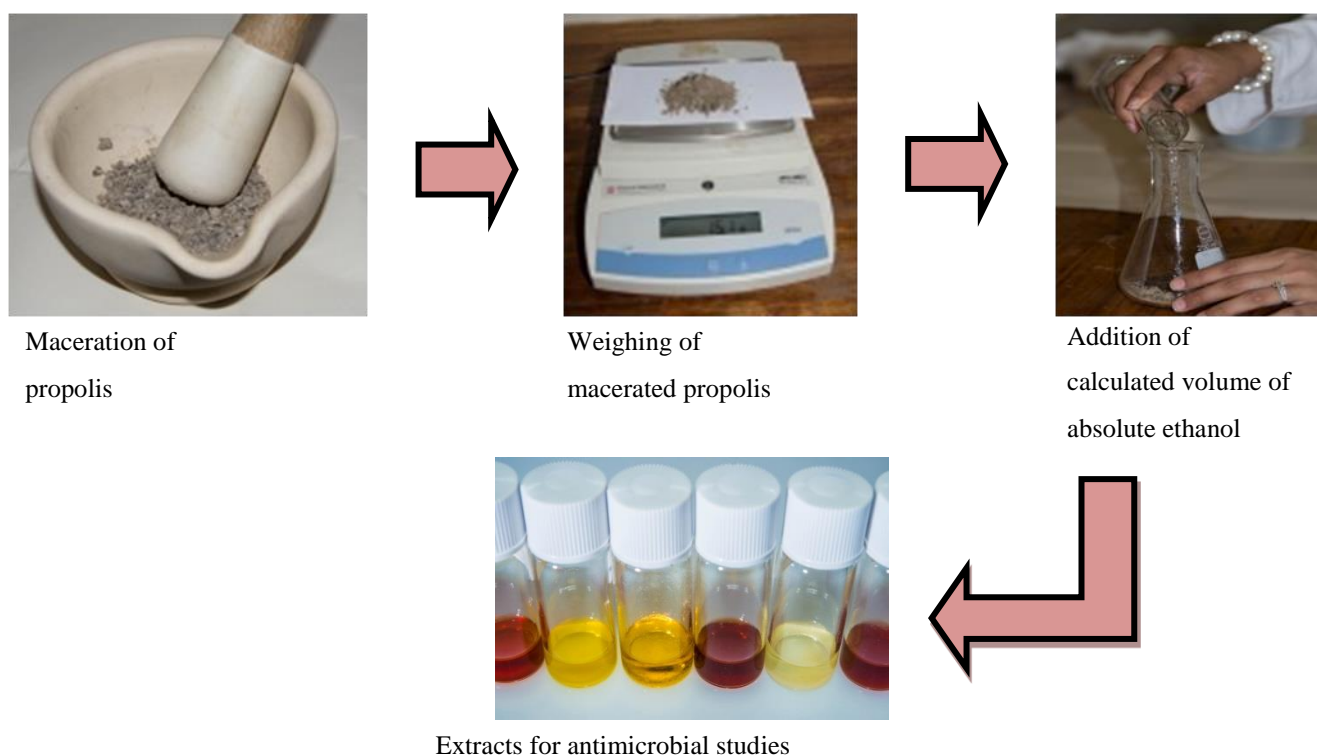 Maceration of
propolis
Weighing of
macerated propolis
Addition of
calculated volume of
absolute ethanol
Extracts for antimicrobial studies